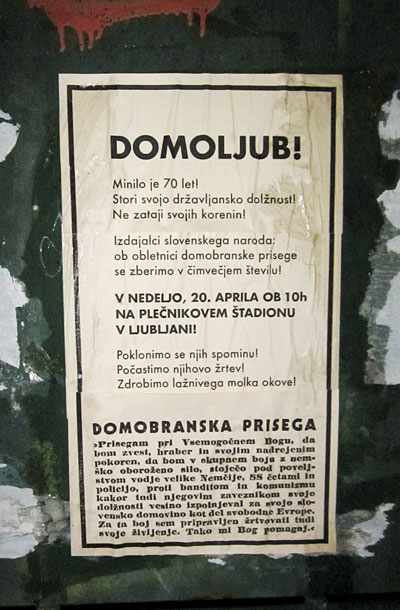 DOMOLJUB!
Minilo je 70 let!
Stori svojo državljansko dolžnost!
Ne zataji svojih korenin!
Izdajalci slovenskega naroda:
ob obletnici domobranske prisege
se zberimo v čimvečjem številu!
V NEDELJO, 20. APRILA OB 10h
NA PLEČNIKOVEM ŠTADIONU
V LJUBLJANI!
Poklonimo se njih spominu!
Počastimo njihovo žrtev!
Zdrobimo lažnivega molka okove!
DOMOBRANSKA PRISEGA
»Prisegam pri Vsemogočnem Bogu, da
bom zvest, hraber in svojim nadrejenim
pokoren, da bom v skupnem boju z nem-
ško oboroženo silo, stoječo pod povelj-
stvom vodje velike Nemčije, SS četami in
policijo, proti banditom in komunizmu
kakor tudi njegovim zaveznikom svoje
dolžnosti vestno izpolnjeval za svojo slo-
vensko domovino kot del svobodne Evrope.
Za ta boj sem pripravljen žrtvovati tudi
svoje življenje. Tako mi Bog pomagaj.«